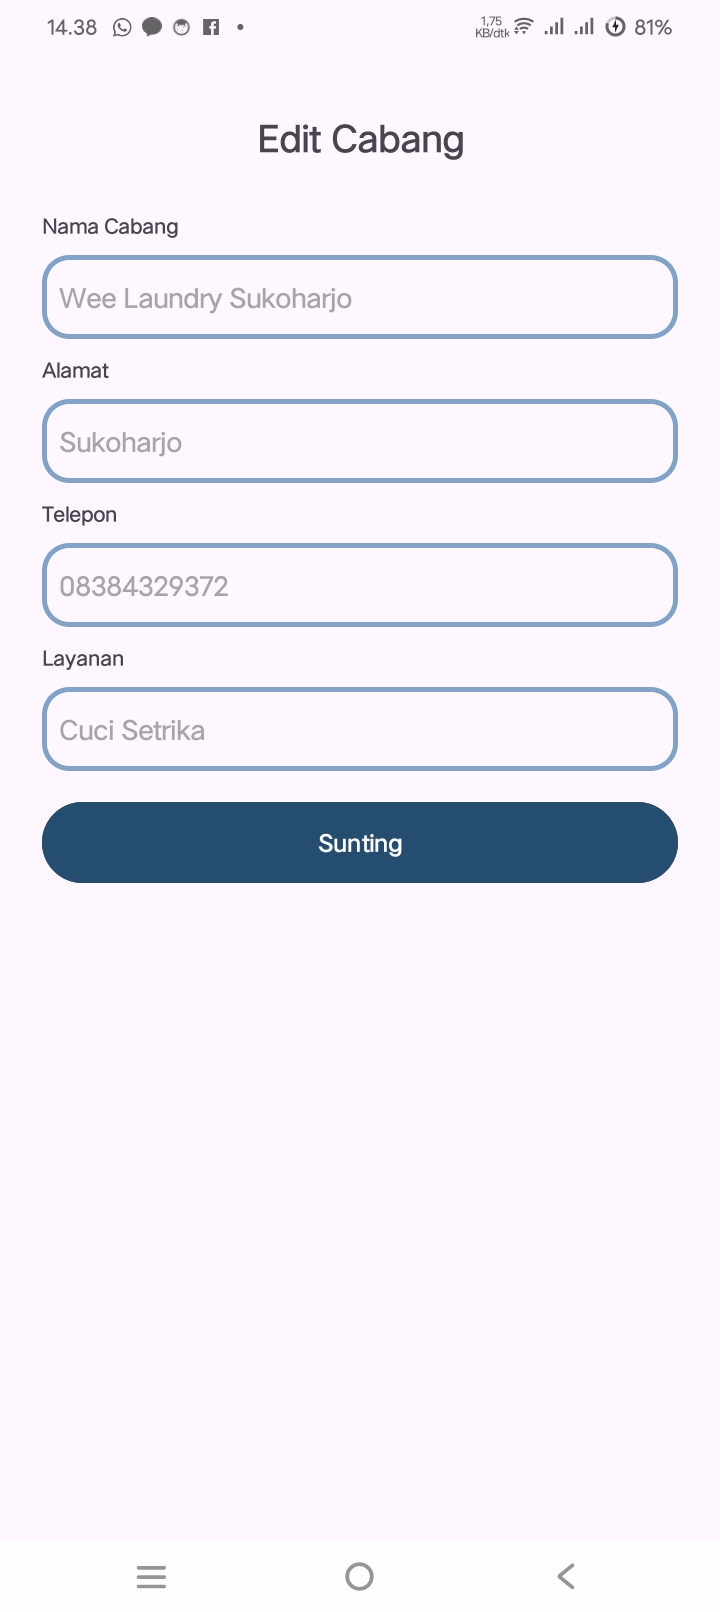 14.38
1,75
KB/dtk
81%
Edit Cabang
Nama Cabang
Wee Laundry Sukoharjo
Alamat
Sukoharjo
Telepon
08384329372
Layanan
Cuci Setrika
Sunting